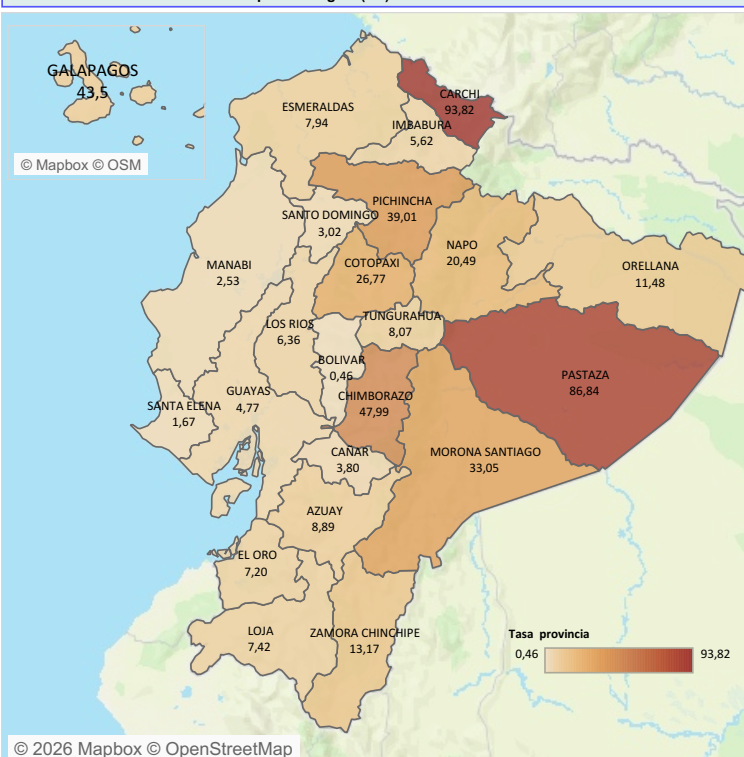 GALAPAGOS
43,5
© Mapbox © OSM
CARCHI
93,82
ESMERALDAS
7,94
IMBABURA
5,62
PICHINCHA
39,01
SANTO DOMINGO
3,02
NAPO
20,49
COTOPAXI
26,77
MANABI
2,53
ORELLANA
11,48
TUNGURAHUA
8,07
LOS RIOS
6,36
BOLIVAR
0,46
PASTAZA
86,84
CHIMBORAZO
47,99
GUAYAS
4,77
SANTA ELENA
1,67
CAÑAR
3,80
MORONA SANTIAGO
33,05
AZUAY
8,89
EL ORO
7,20
LOJA
7,42
ZAMORA CHINCHIPE
13,17
Tasa provincia
0,46
93,82
© 2026 Mapbox © OpenStreetMap